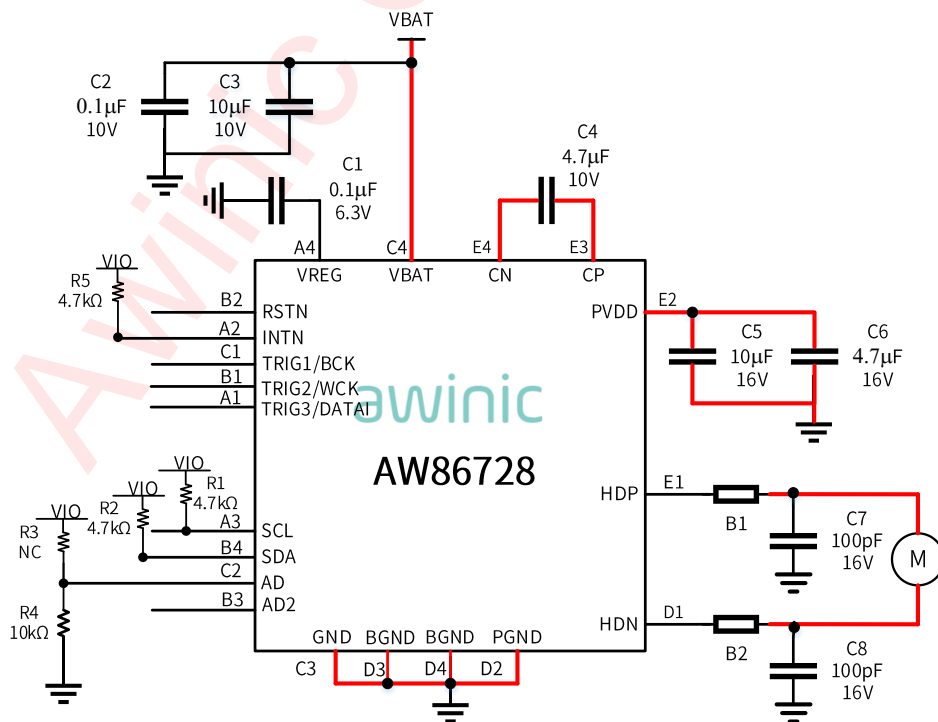 Awinic
VBAT
C2
0.1µF
10V
C3
10µF
10V
C4
4.7µF
10V
C1
0.1µF
6.3V
A4
C4
E4
E3
VREG
VBAT
CN
CP
VIO
R5
4.7kΩ
B2
RSTN
A2
INTN
C1
TRIG1/BCK
B1
TRIG2/WCK
A1
TRIG3/DATAI
PVDD
E2
C5
10µF
16V
C6
4.7µF
16V
awinic
AW86728
VIO
R1
4.7kΩ
VIO
R2
4.7kΩ
VIO
R3
NC
A3
SCL
B4
SDA
C2
AD
B3
AD2
R4
10kΩ
HDP
E1
B1
C7
100pF
16V
M
HDN
D1
B2
C8
100pF
16V
GND
BGND
BGND
PGND
C3
D3
D4
D2